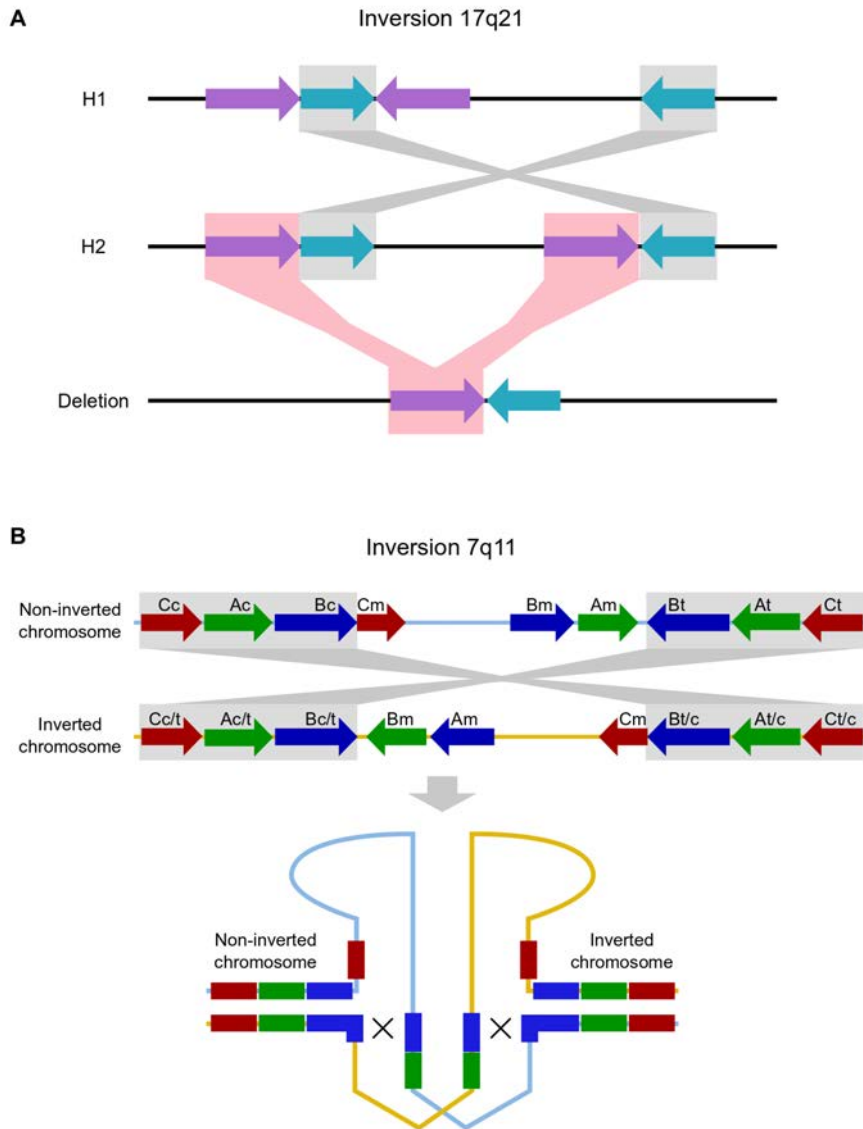 A
Inversion 17q21
H1
H2
Deletion
B
Inversion 7q11
Cc Ac Bc Cm Bm Am Bt At Ct
Non-inverted
chromosome
Cc/t Ac/t Bc/t Bm Am Cm Bt/c At/c Ct/c
Inverted
chromosome
Non-inverted
chromosome
Inverted
chromosome